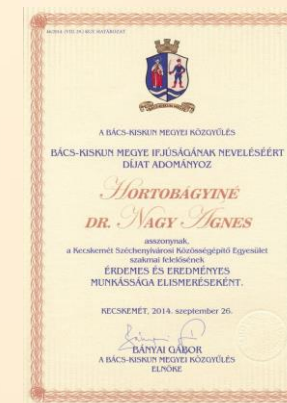 A BÁCS-KISKUN MEGYEI KÖZGYŰLÉS
BÁCS-KISKUN MEGYE IFJÚSÁGÁNAK NEVELÉSÉÉRT
DÍJAT ADOMÁNYOZ
HORTOBÁGYINÉ
DR. NAGY ÁGNES
asszonynak,
a Kecskemét Széchenyivárosi Közösségépítő Egyesület
szakmai felelősének
ÉRDEMES ÉS EREDMÉNYES
MUNKÁSSÁGA ELISMERÉSEKÉNT.
KECSKEMÉT, 2014. szeptember 26.
BÁNYAI GÁBOR
A BÁCS-KISKUN MEGYEI KÖZGYŰLÉS
ELNÖKE